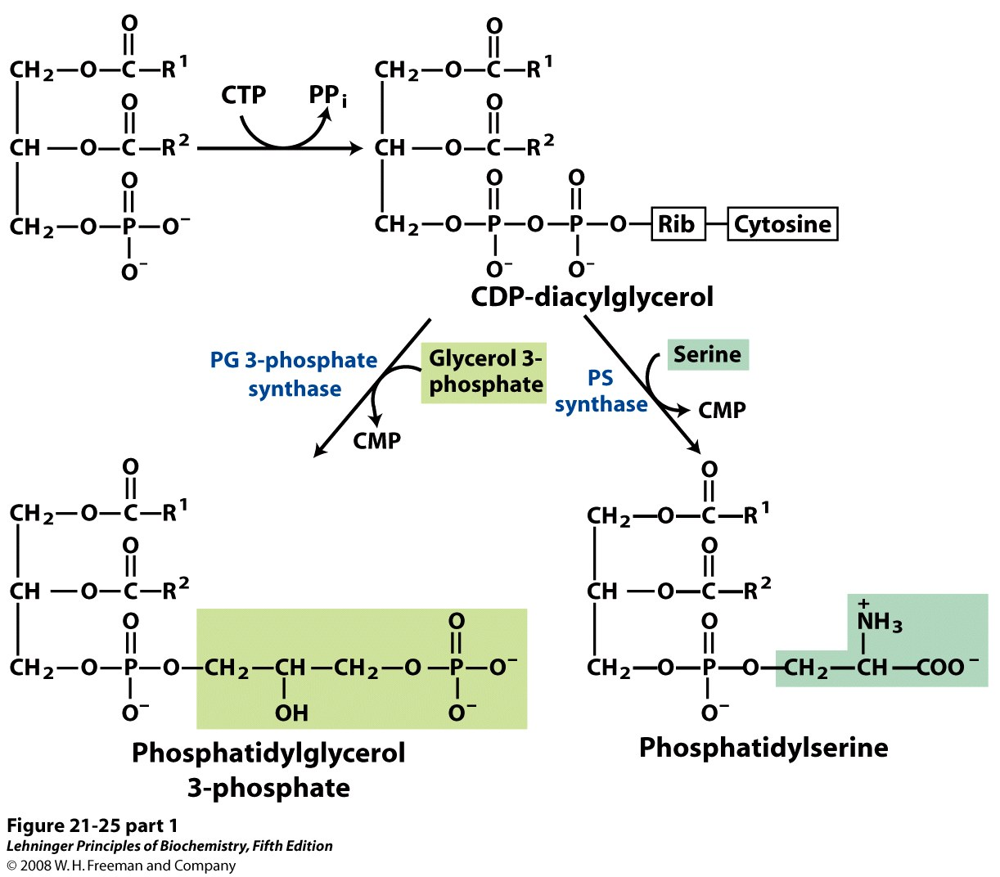 O O
CH₂—O—C—R¹ CH₂—O—C—R¹
CTP PPi
O O
CH—O—C—R² CH—O—C—R²
O O O
CH₂—O—P—O⁻ CH₂—O—P—O—P—O—Rib—Cytosine
O⁻ O⁻ O⁻
CDP-diacylglycerol
PG 3-phosphate
synthase
Glycerol 3-
phosphate
CMP
PS
synthase
Serine
CMP
O
CH₂—O—C—R¹
O
CH—O—C—R²
O O
CH₂—O—P—O—CH₂—CH—CH₂—O—P—O⁻
O⁻ OH O⁻
Phosphatidylglycerol
3-phosphate
O
CH₂—O—C—R¹
O
CH—O—C—R²
O +
NH₃
CH₂—O—P—O—CH₂—CH—COO⁻
O⁻
Phosphatidylserine
Figure 21-25 part 1
Lehninger Principles of Biochemistry, Fifth Edition
© 2008 W. H. Freeman and Company